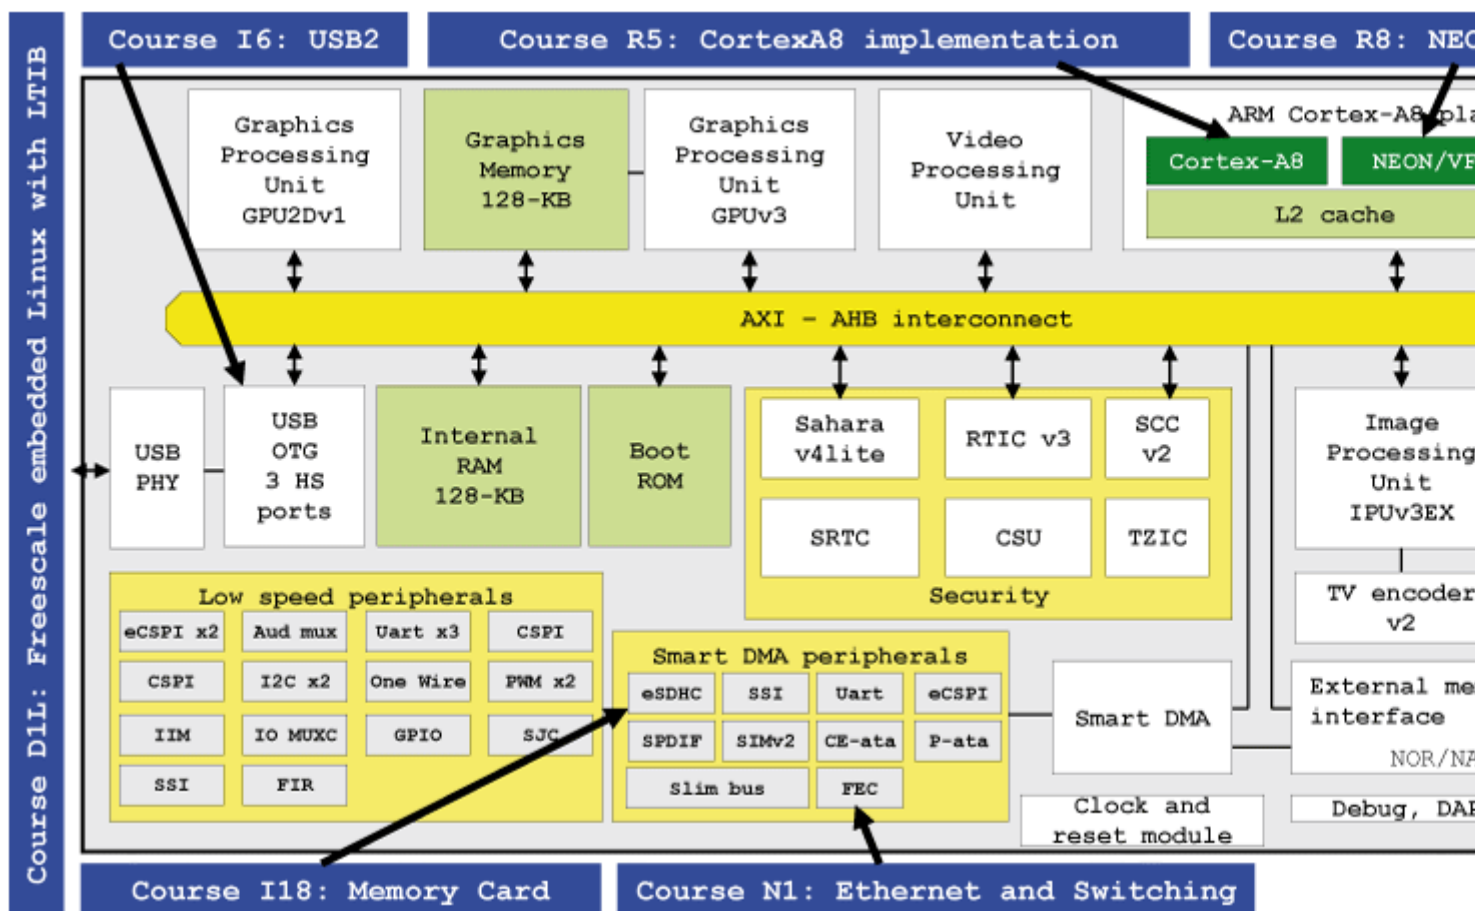 Course D1L: Freescale embedded Linux with LTIB
Course I6: USB2
Course R5: CortexA8 implementation
Course R8: NEO
Graphics
Processing
Unit
GPU2Dv1
Graphics
Memory
128-KB
Graphics
Processing
Unit
GPUv3
Video
Processing
Unit
ARM Cortex-A8 pla
Cortex-A8
NEON/VF
L2 cache
AXI - AHB interconnect
USB
PHY
USB
OTG
3 HS
ports
Internal
RAM
128-KB
Boot
ROM
Sahara
v4lite
RTIC v3
SCC
v2
SRTC
CSU
TZIC
Security
Image
Processing
Unit
IPUv3EX
TV encoder
v2
Low speed peripherals
eCSPI x2
Aud mux
Uart x3
CSPI
CSPI
I2C x2
One Wire
PWM x2
IIM
IO MUXC
GPIO
SJC
SSI
FIR
Smart DMA peripherals
eSDHC
SSI
Uart
eCSPI
SPDIF
SIMv2
CE-ata
P-ata
Slim bus
FEC
Smart DMA
External me
interface
NOR/NA
Clock and
reset module
Debug, DAP
Course I18: Memory Card
Course N1: Ethernet and Switching